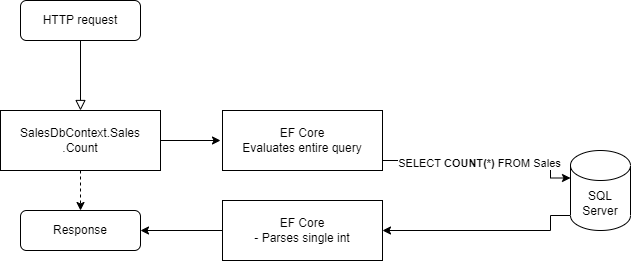 HTTP request
SalesDbContext.Sales
.Count
EF Core
Evaluates entire query
SELECT COUNT(*) FROM Sales
SQL
Server
Response
EF Core
- Parses single int